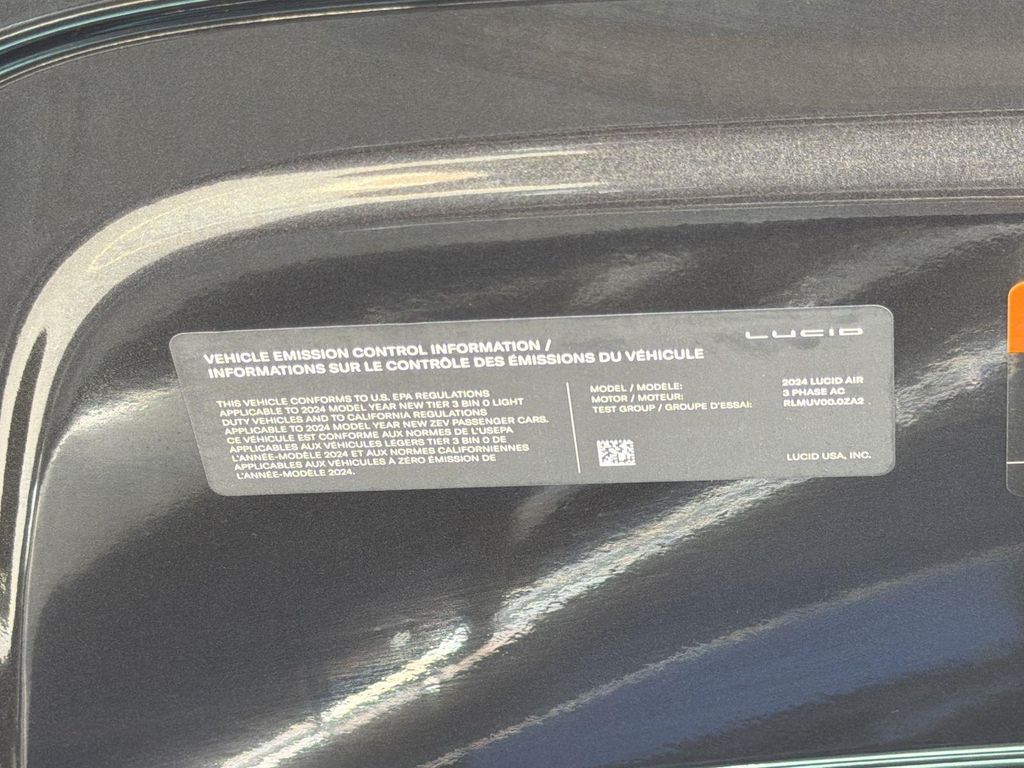 LUCID
VEHICLE EMISSION CONTROL INFORMATION /
INFORMATIONS SUR LE CONTRÔLE DES ÉMISSIONS DU VÉHICULE
THIS VEHICLE CONFORMS TO U.S. EPA REGULATIONS
APPLICABLE TO 2024 MODEL YEAR NEW TIER 3 BIN 0 LIGHT
DUTY VEHICLES AND TO CALIFORNIA REGULATIONS
APPLICABLE TO 2024 MODEL YEAR NEW ZEV PASSENGER CARS.
CE VÉHICULE EST CONFORME AUX NORMES DE L'USEPA
APPLICABLES AUX VÉHICULES LÉGERS TIER 3 BIN 0 DE
L'ANNÉE-MODÈLE 2024 ET AUX NORMES CALIFORNIENNES
APPLICABLES AUX VÉHICULES À ZÉRO ÉMISSION DE
L'ANNÉE-MODÈLE 2024.
MODEL / MODÈLE: 2024 LUCID AIR
MOTOR / MOTEUR: 3 PHASE AC
TEST GROUP / GROUPE D'ESSAI: RLMUV00.0ZA2
LUCID USA, INC.